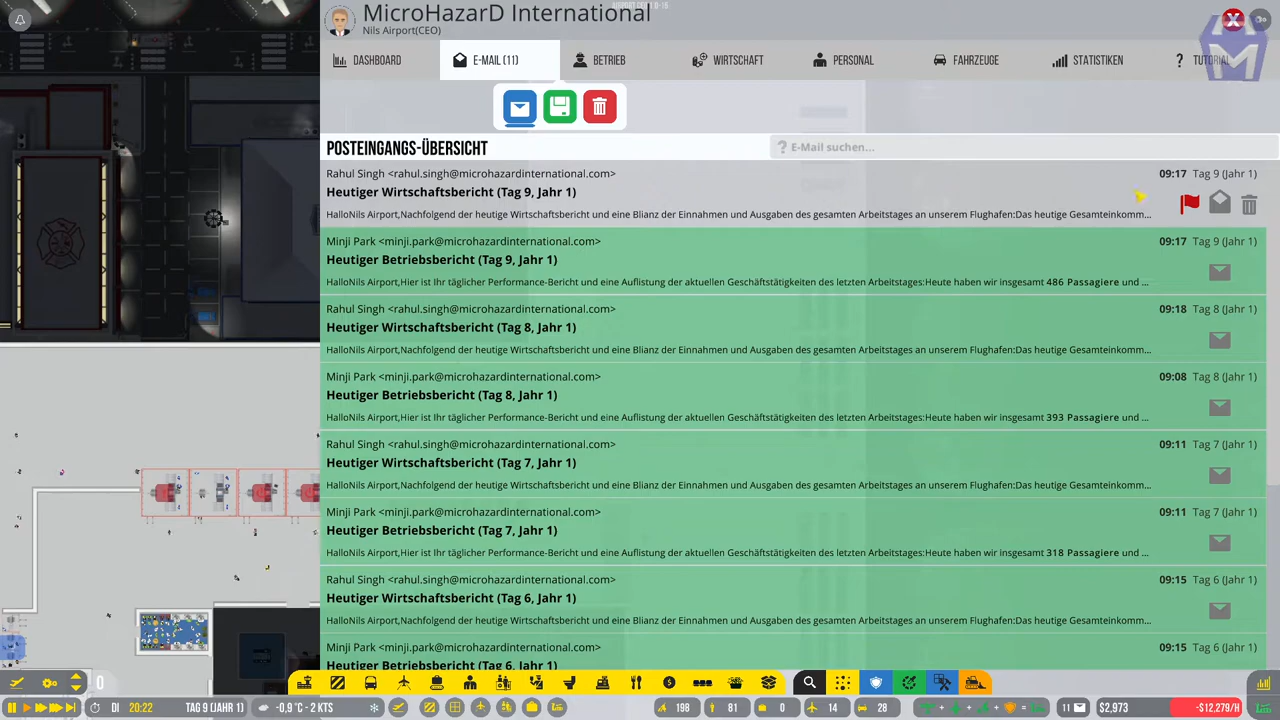 MicroHazarD International
Nils Airport(CEO)
DASHBOARD
E-MAIL (11)
BETRIEB
WIRTSCHAFT
PERSONAL
FAHRZEUGE
STATISTIKEN
? TUTORIAL
POSTEINGANGS-ÜBERSICHT
? E-Mail suchen...
Rahul Singh <rahul.singh@microhazardinternational.com>
09:17 Tag 9 (Jahr 1)
Heutiger Wirtschaftsbericht (Tag 9, Jahr 1)
HalloNils Airport,Nachfolgend der heutige Wirtschaftsbericht und eine Blianz der Einnahmen und Ausgaben des gesamten Arbeitstages an unserem Flughafen:Das heutige Gesamteinkomm...
Minji Park <minji.park@microhazardinternational.com>
09:17 Tag 9 (Jahr 1)
Heutiger Betriebsbericht (Tag 9, Jahr 1)
HalloNils Airport,Hier ist Ihr täglicher Performance-Bericht und eine Auflistung der aktuellen Geschäftstätigkeiten des letzten Arbeitstages:Heute haben wir insgesamt 486 Passagiere und ...
Rahul Singh <rahul.singh@microhazardinternational.com>
09:18 Tag 8 (Jahr 1)
Heutiger Wirtschaftsbericht (Tag 8, Jahr 1)
HalloNils Airport,Nachfolgend der heutige Wirtschaftsbericht und eine Blianz der Einnahmen und Ausgaben des gesamten Arbeitstages an unserem Flughafen:Das heutige Gesamteinkomm...
Minji Park <minji.park@microhazardinternational.com>
09:08 Tag 8 (Jahr 1)
Heutiger Betriebsbericht (Tag 8, Jahr 1)
HalloNils Airport,Hier ist Ihr täglicher Performance-Bericht und eine Auflistung der aktuellen Geschäftstätigkeiten des letzten Arbeitstages:Heute haben wir insgesamt 393 Passagiere und ...
Rahul Singh <rahul.singh@microhazardinternational.com>
09:11 Tag 7 (Jahr 1)
Heutiger Wirtschaftsbericht (Tag 7, Jahr 1)
HalloNils Airport,Nachfolgend der heutige Wirtschaftsbericht und eine Blianz der Einnahmen und Ausgaben des gesamten Arbeitstages an unserem Flughafen:Das heutige Gesamteinkomm...
Minji Park <minji.park@microhazardinternational.com>
09:11 Tag 7 (Jahr 1)
Heutiger Betriebsbericht (Tag 7, Jahr 1)
HalloNils Airport,Hier ist Ihr täglicher Performance-Bericht und eine Auflistung der aktuellen Geschäftstätigkeiten des letzten Arbeitstages:Heute haben wir insgesamt 318 Passagiere und ...
Rahul Singh <rahul.singh@microhazardinternational.com>
09:15 Tag 6 (Jahr 1)
Heutiger Wirtschaftsbericht (Tag 6, Jahr 1)
HalloNils Airport,Nachfolgend der heutige Wirtschaftsbericht und eine Blianz der Einnahmen und Ausgaben des gesamten Arbeitstages an unserem Flughafen:Das heutige Gesamteinkomm...
Minji Park <minji.park@microhazardinternational.com>
09:15 Tag 6 (Jahr 1)
Heutiger Betriebsbericht (Tag 6, Jahr 1)
0
DI 20:22 TAG 9 (JAHR 1) -0,9 °C - 2 KTS
198 81 0 14 28 11 $2,973 -$12,279/H